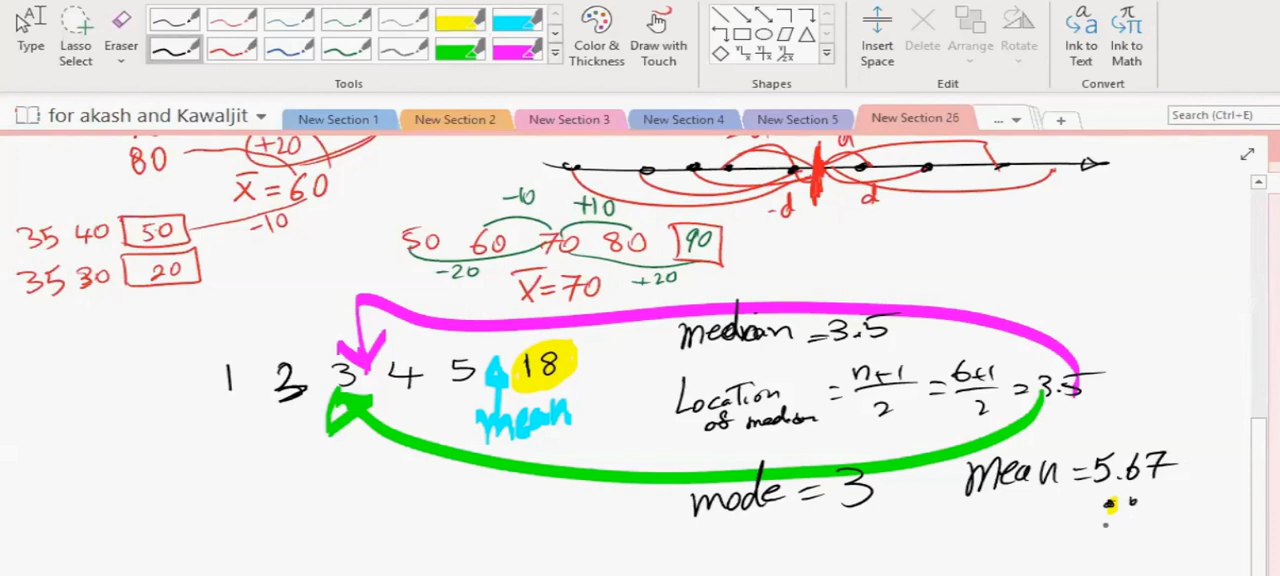 Type
Lasso Select
Eraser
Color & Thickness
Draw with Touch
Insert Space
Delete
Arrange
Rotate
Ink to Text
Ink to Math
Tools
Shapes
Edit
Convert
for akash and Kawaljit
New Section 1
New Section 2
New Section 3
New Section 4
New Section 5
New Section 26
...
Search (Ctrl+E)
80
+20
X̄=60
-10
35 40 50
35 30 20
-d
d
-10 +10
50 60 70 80 90
-20 +20
X̄=70
median = 3.5
1 2 3 4 5 18
mean
Location of median = n+1/2 = 6+1/2 = 3.5
mode = 3
mean = 5.67